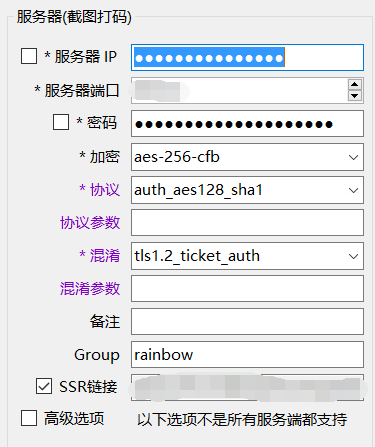 服务器(截图打码)
* 服务器 IP ●●●●●●●●●●●●●●●
* 服务器端口
* 密码 ●●●●●●●●●●●●●●●●●●●●
* 加密 aes-256-cfb
* 协议 auth_aes128_sha1
协议参数
* 混淆 tls1.2_ticket_auth
混淆参数
备注
Group rainbow
SSR链接
高级选项 以下选项不是所有服务端都支持